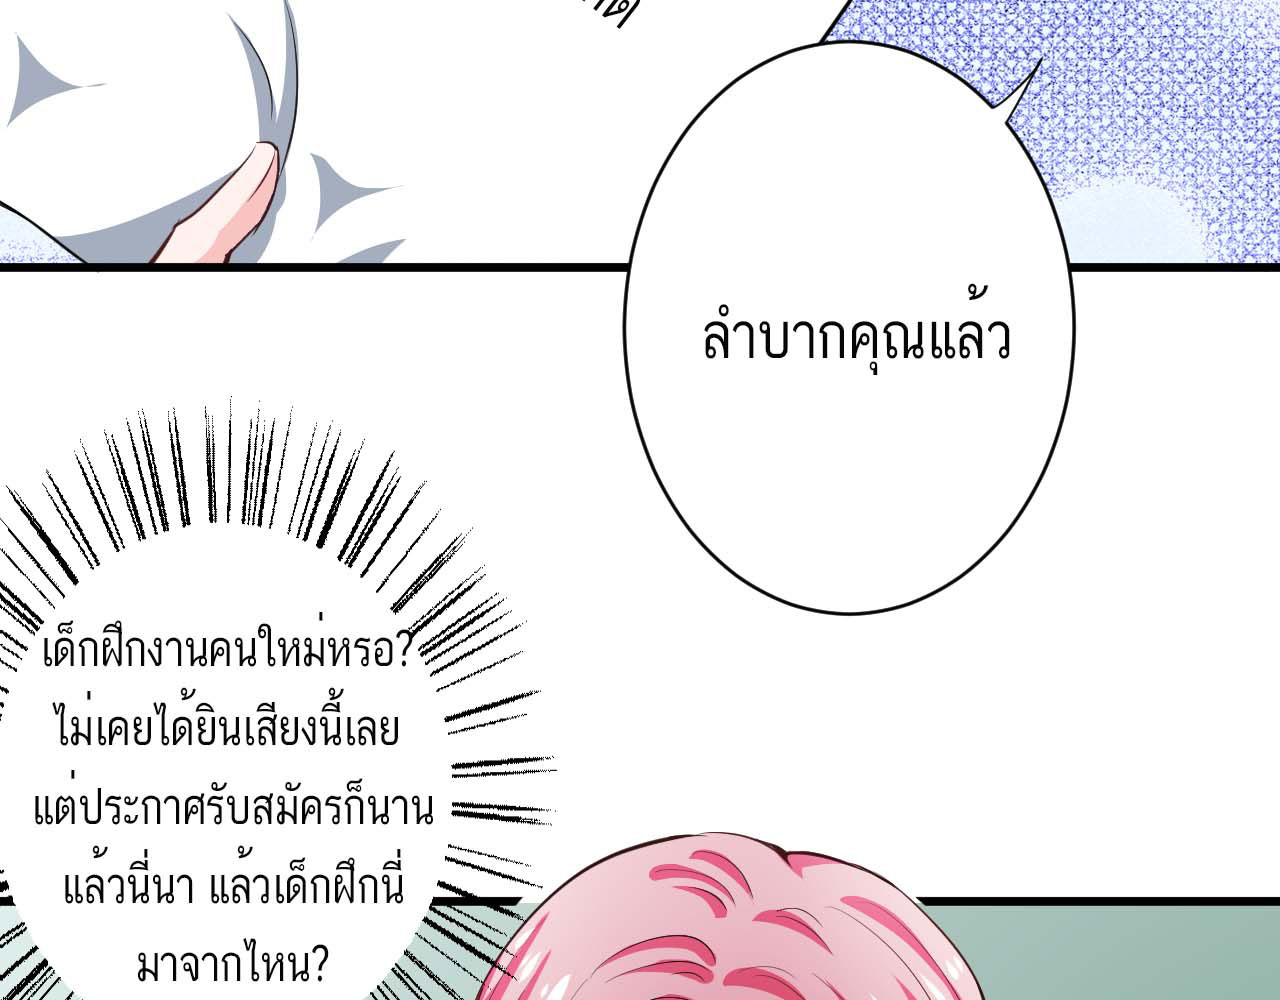 ลำบากคุณแล้ว
เด็กฝึกงานคนใหม่หรอ?
ไม่เคยได้ยินเสียงนี้เลย
แต่ประกาศรับสมัครก็นาน
แล้วนี่นา แล้วเด็กฝึกนี่
มาจากไหน?